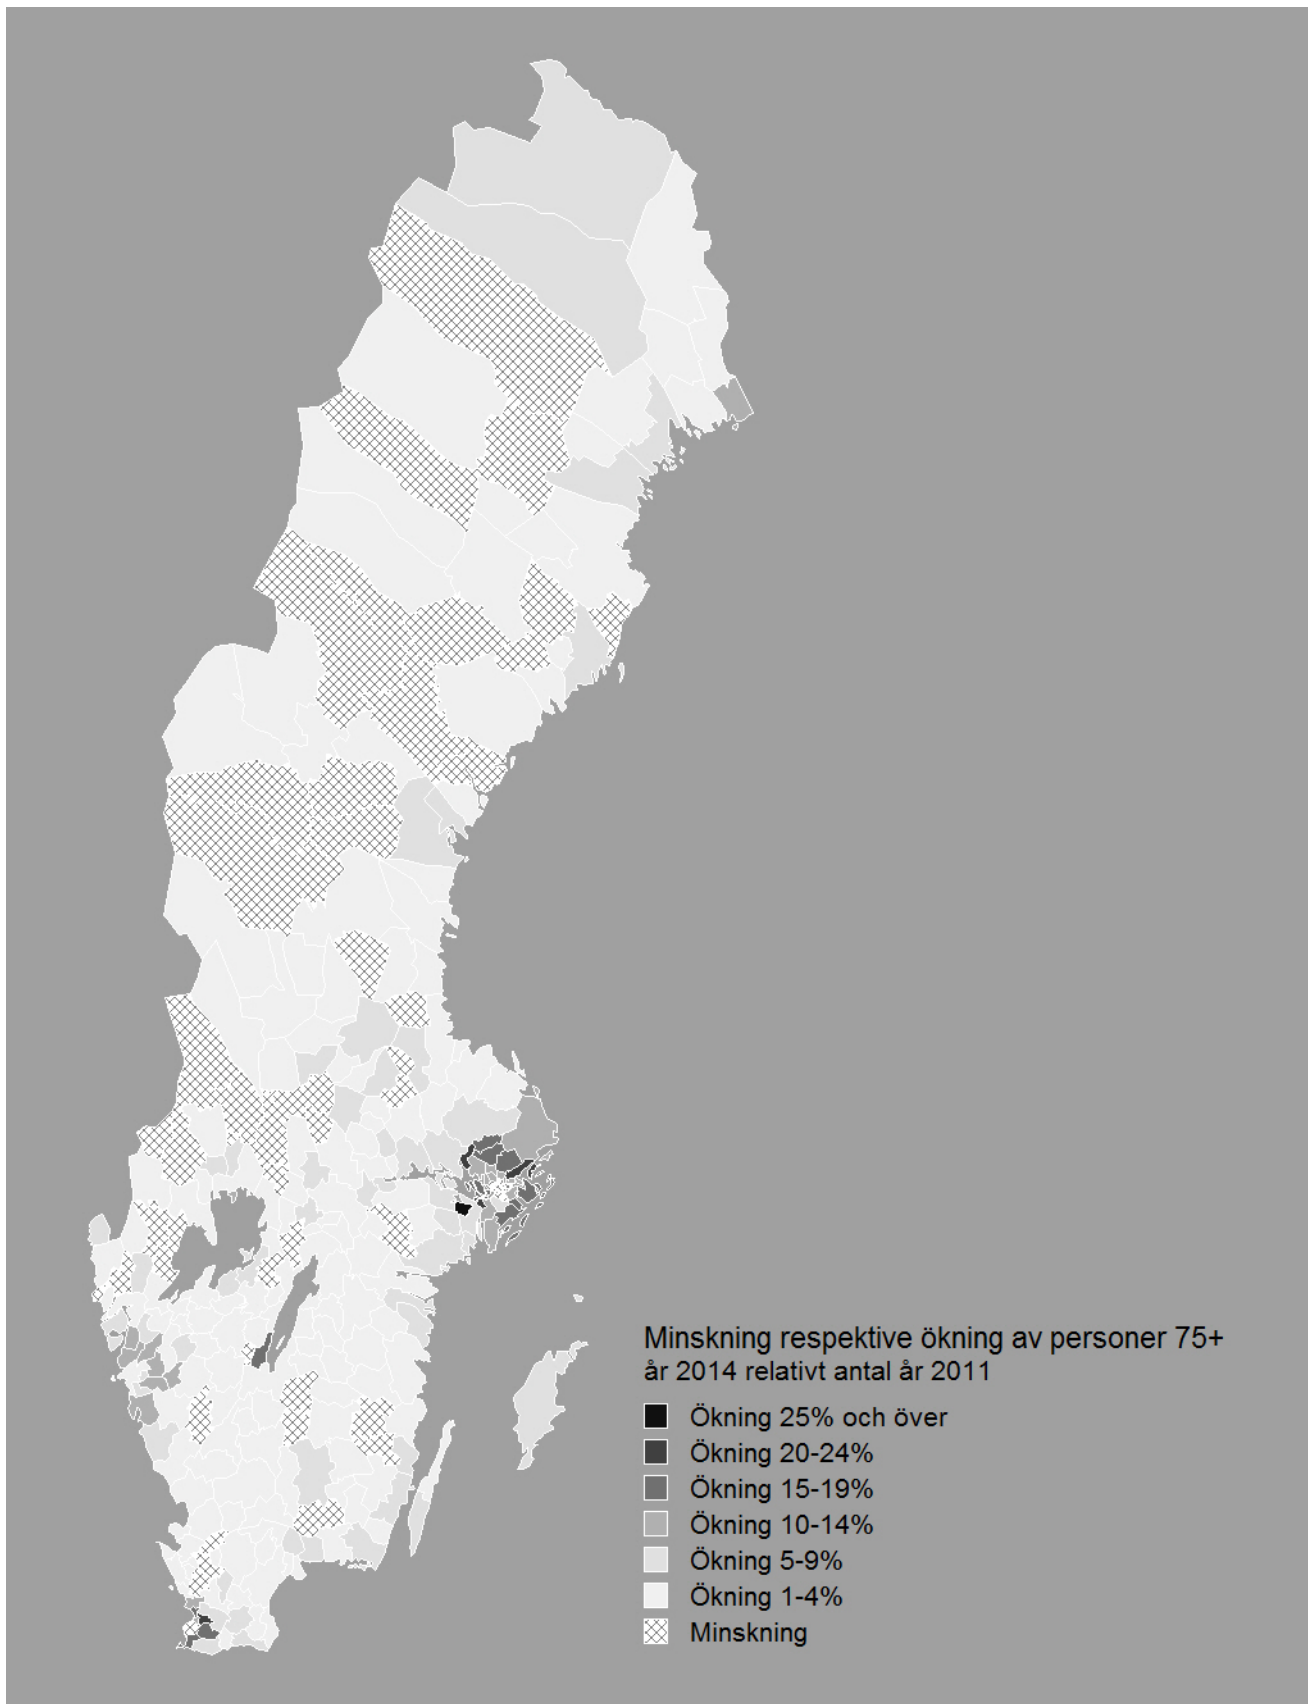 Minskning respektive ökning av personer 75+
år 2014 relativt antal år 2011
Ökning 25% och över
Ökning 20-24%
Ökning 15-19%
Ökning 10-14%
Ökning 5-9%
Ökning 1-4%
Minskning